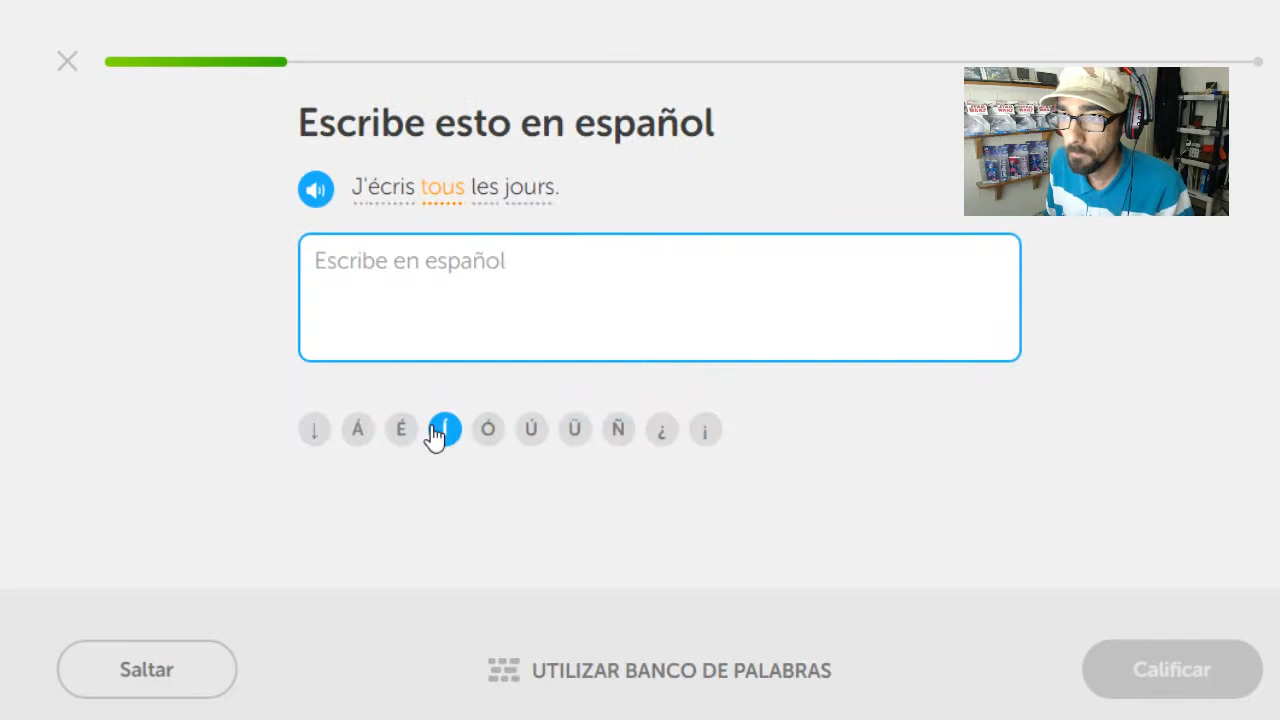 Escribe esto en español
J'écris tous les jours.
Escribe en español
↓ Á É Í Ó Ú Ü Ñ ¿ ¡
Saltar
UTILIZAR BANCO DE PALABRAS
Calificar